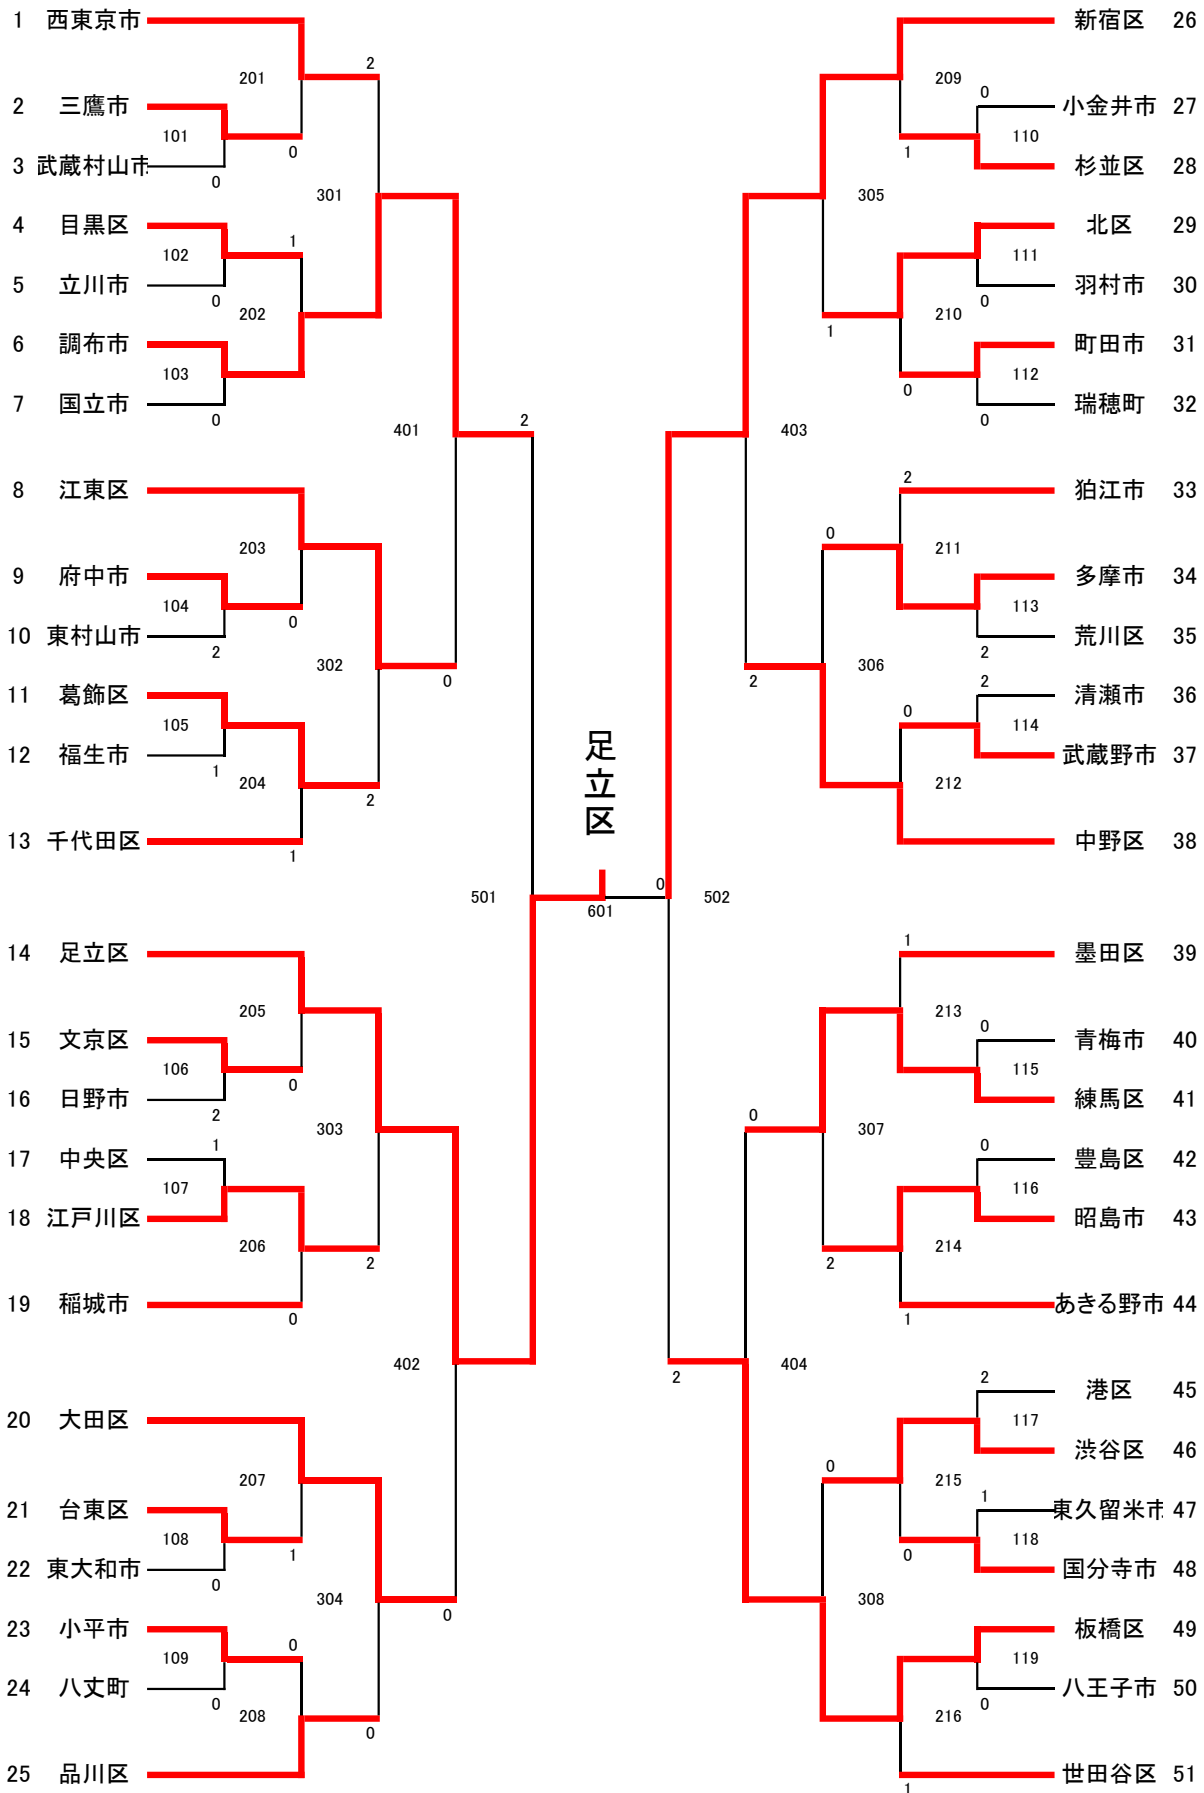 1 西東京市
2
201
2 三鷹市
101
0
3 武蔵村山市
0
301
4 目黒区
1
102
5 立川市
0
202
6 調布市
103
7 国立市
0
401
2
8 江東区
203
9 府中市
104
0
10 東村山市
2
302
0
11 葛飾区
105
12 福生市
1
204
2
13 千代田区
1
501
14 足立区
205
15 文京区
106
0
16 日野市
2
303
17 中央区
1
107
18 江戸川区
206
2
19 稲城市
0
402
20 大田区
207
21 台東区
108
1
22 東大和市
0
304
0
23 小平市
0
109
24 八丈町
0
208
0
25 品川区
足立区
601
0
新宿区 26
209
0
小金井市 27
110
1
杉並区 28
305
北区 29
111
羽村市 30
0
210
1
町田市 31
112
0
瑞穂町 32
0
403
2
狛江市 33
0
211
多摩市 34
113
荒川区 35
2
306
2
2
清瀬市 36
0
114
武蔵野市 37
212
中野区 38
502
1
墨田区 39
213
0
青梅市 40
115
練馬区 41
0
307
0
豊島区 42
116
昭島市 43
214
2
あきる野市 44
1
404
2
2
港区 45
117
渋谷区 46
0
215
1
東久留米市 47
118
0
国分寺市 48
308
板橋区 49
119
八王子市 50
0
216
世田谷区 51
1